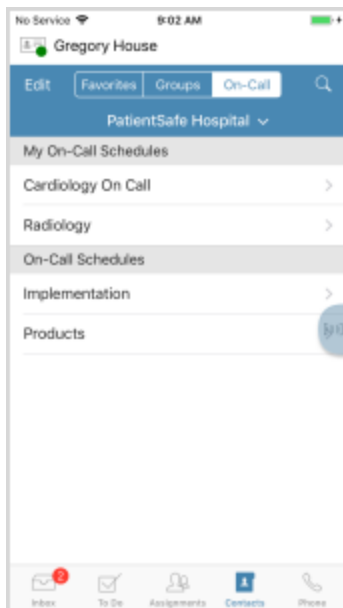 No Service 9:02 AM
Gregory House
Edit Favorites Groups On-Call
PatientSafe Hospital
My On-Call Schedules
Cardiology On Call
Radiology
On-Call Schedules
Implementation
Products
2
Inbox To Do Assignments Contacts Phone